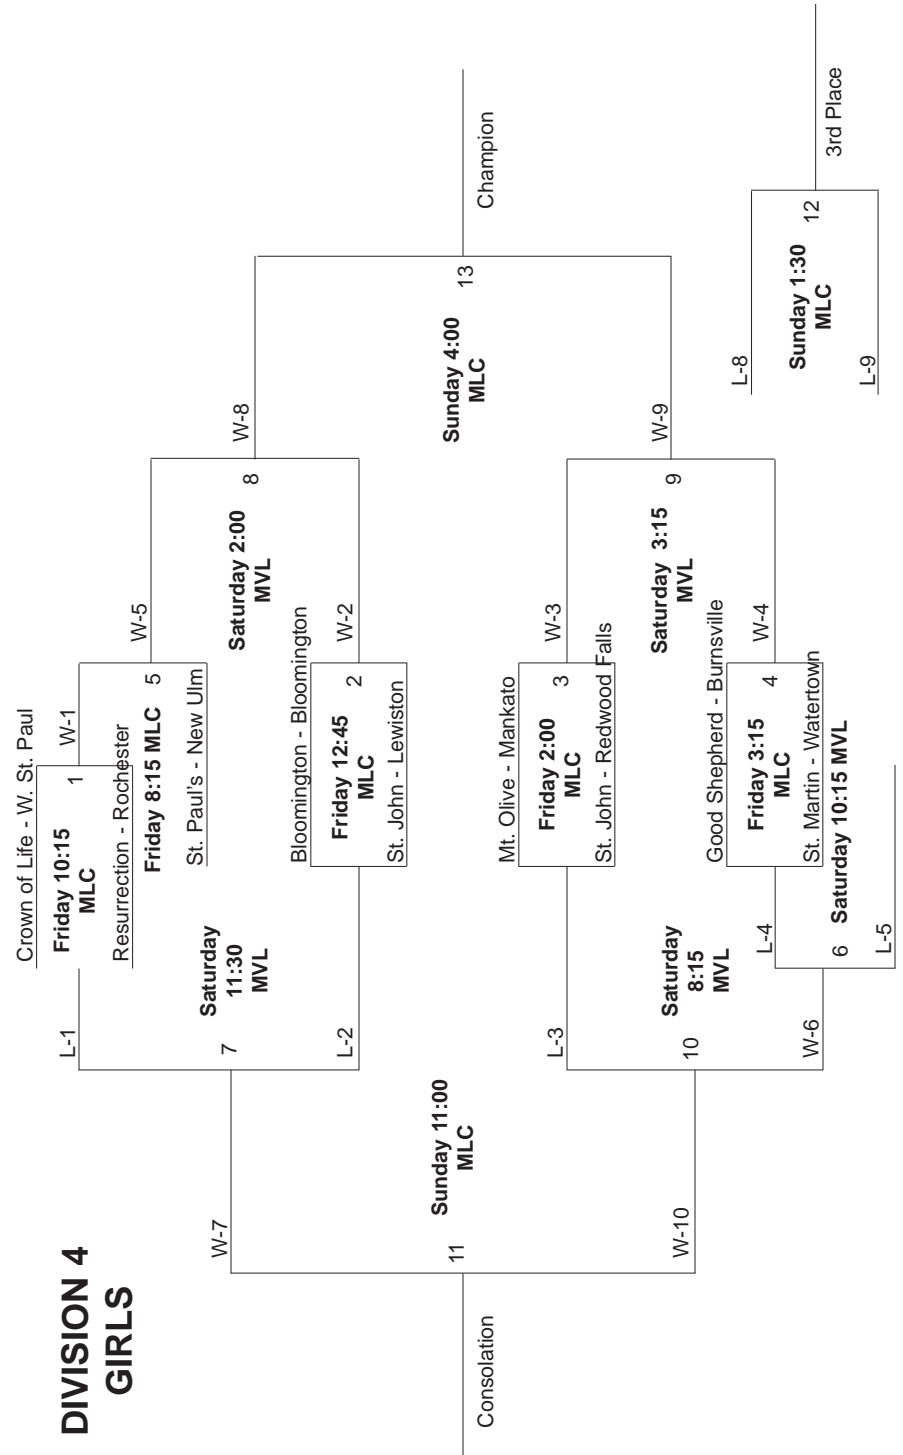 DIVISION 4
GIRLS
Crown of Life - W. St. Paul
Friday 10:15
MLC
1
Resurrection - Rochester
W-1
Friday 8:15 MLC
5
St. Paul's - New Ulm
W-5
L-1
Saturday
11:30
MVL
7
L-2
Bloomington - Bloomington
Friday 12:45
MLC
2
St. John - Lewiston
W-2
Saturday 2:00
MVL
8
W-8
W-7
Sunday 11:00
MLC
11
Consolation
W-10
Sunday 4:00
MLC
13
Champion
Mt. Olive - Mankato
Friday 2:00
MLC
3
St. John - Redwood Falls
W-3
L-3
Saturday
8:15
MVL
10
W-6
Good Shepherd - Burnsville
Friday 3:15
MLC
4
St. Martin - Watertown
W-4
Saturday 3:15
MVL
9
W-9
L-4
6
Saturday 10:15 MVL
L-5
L-8
Sunday 1:30
MLC
12
L-9
3rd Place